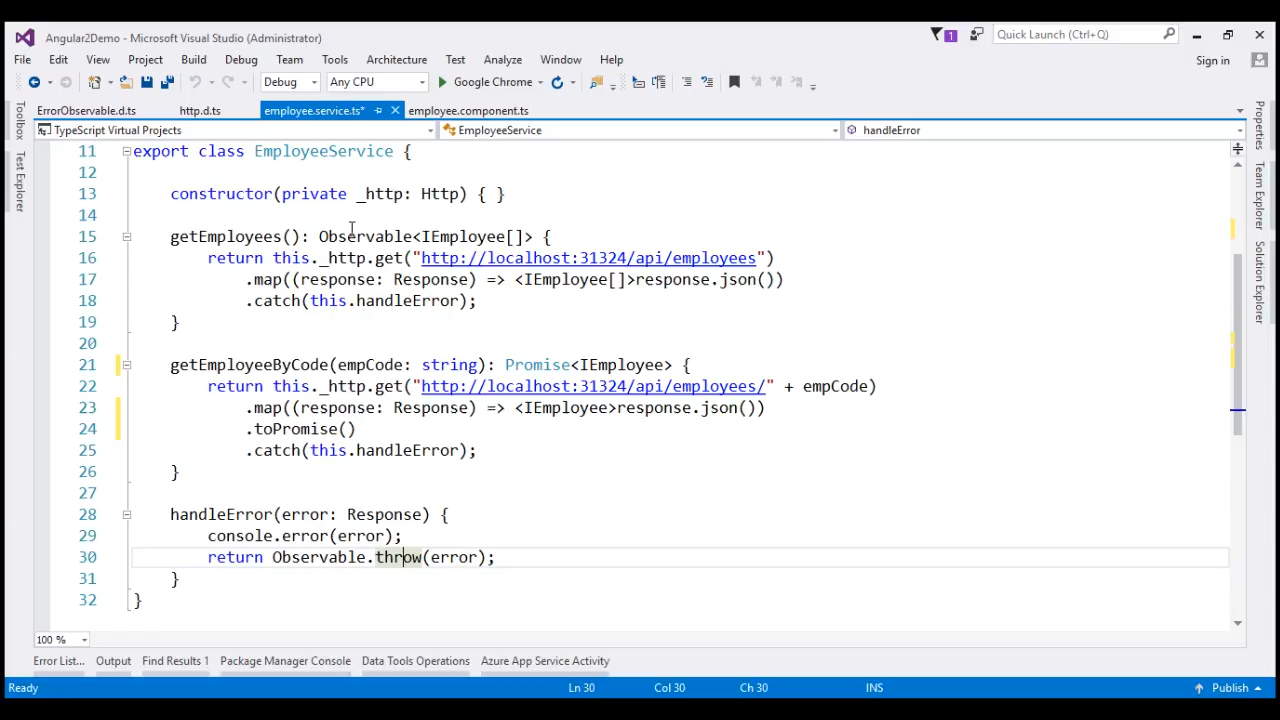 Angular2Demo - Microsoft Visual Studio (Administrator)
1
Quick Launch (Ctrl+Q)
File Edit View Project Build Debug Team Tools Architecture Test Analyze Window Help
Sign in
Debug Any CPU Google Chrome
ErrorObservable.d.ts http.d.ts employee.service.ts* employee.component.ts
TypeScript Virtual Projects EmployeeService handleError
Toolbox
Test Explorer
Properties
Team Explorer
Solution Explorer
11 export class EmployeeService {
12
13 constructor(private _http: Http) { }
14
15 getEmployees(): Observable<IEmployee[]> {
16 return this._http.get("http://localhost:31324/api/employees")
17 .map((response: Response) => <IEmployee[]>response.json())
18 .catch(this.handleError);
19 }
20
21 getEmployeeByCode(empCode: string): Promise<IEmployee> {
22 return this._http.get("http://localhost:31324/api/employees/" + empCode)
23 .map((response: Response) => <IEmployee>response.json())
24 .toPromise()
25 .catch(this.handleError);
26 }
27
28 handleError(error: Response) {
29 console.error(error);
30 return Observable.throw(error);
31 }
32 }
100 %
Error List... Output Find Results 1 Package Manager Console Data Tools Operations Azure App Service Activity
Ready Ln 30 Col 30 Ch 30 INS Publish